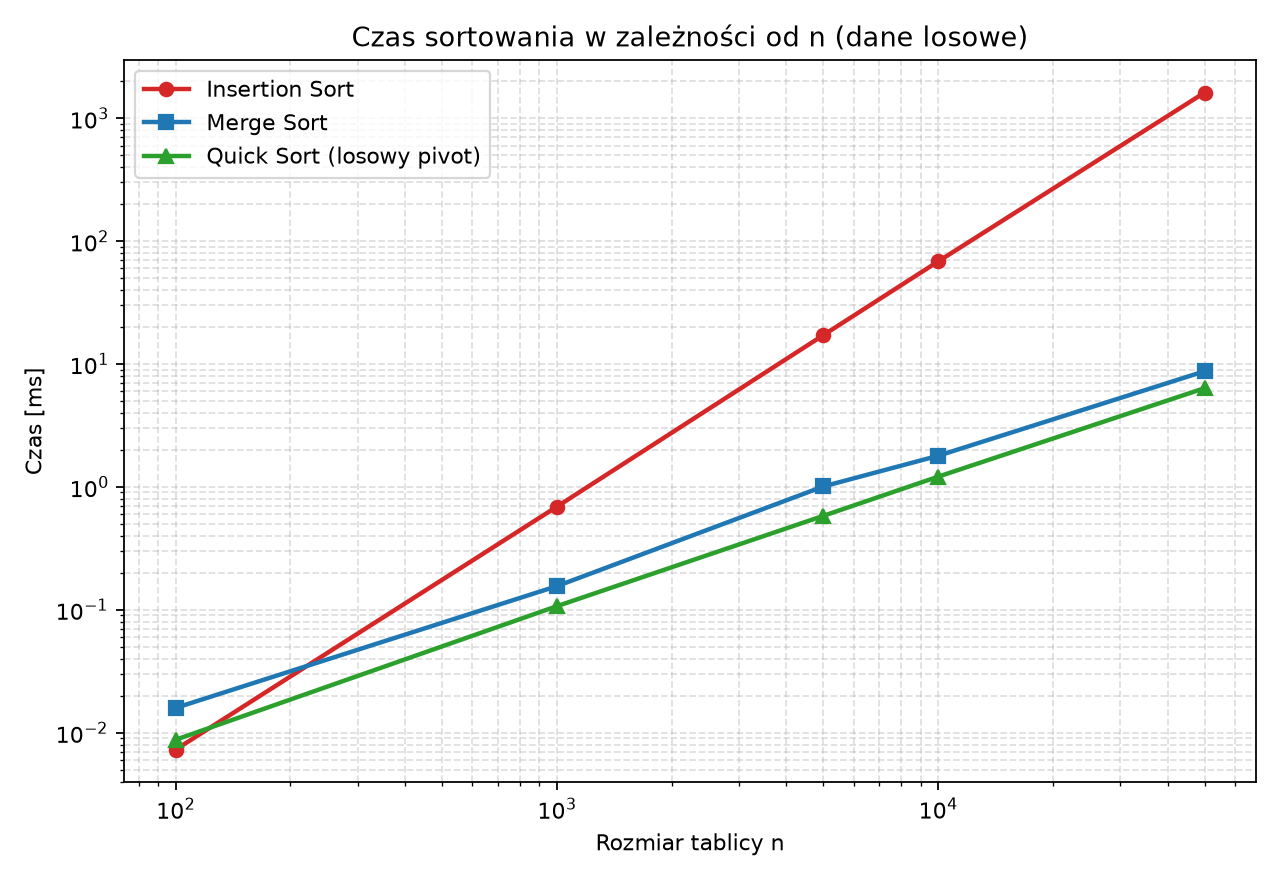 Czas sortowania w zależności od n (dane losowe)
Insertion Sort
Merge Sort
Quick Sort (losowy pivot)
Czas [ms]
10³
10²
10¹
10⁰
10⁻¹
10⁻²
10² 10³ 10⁴
Rozmiar tablicy n